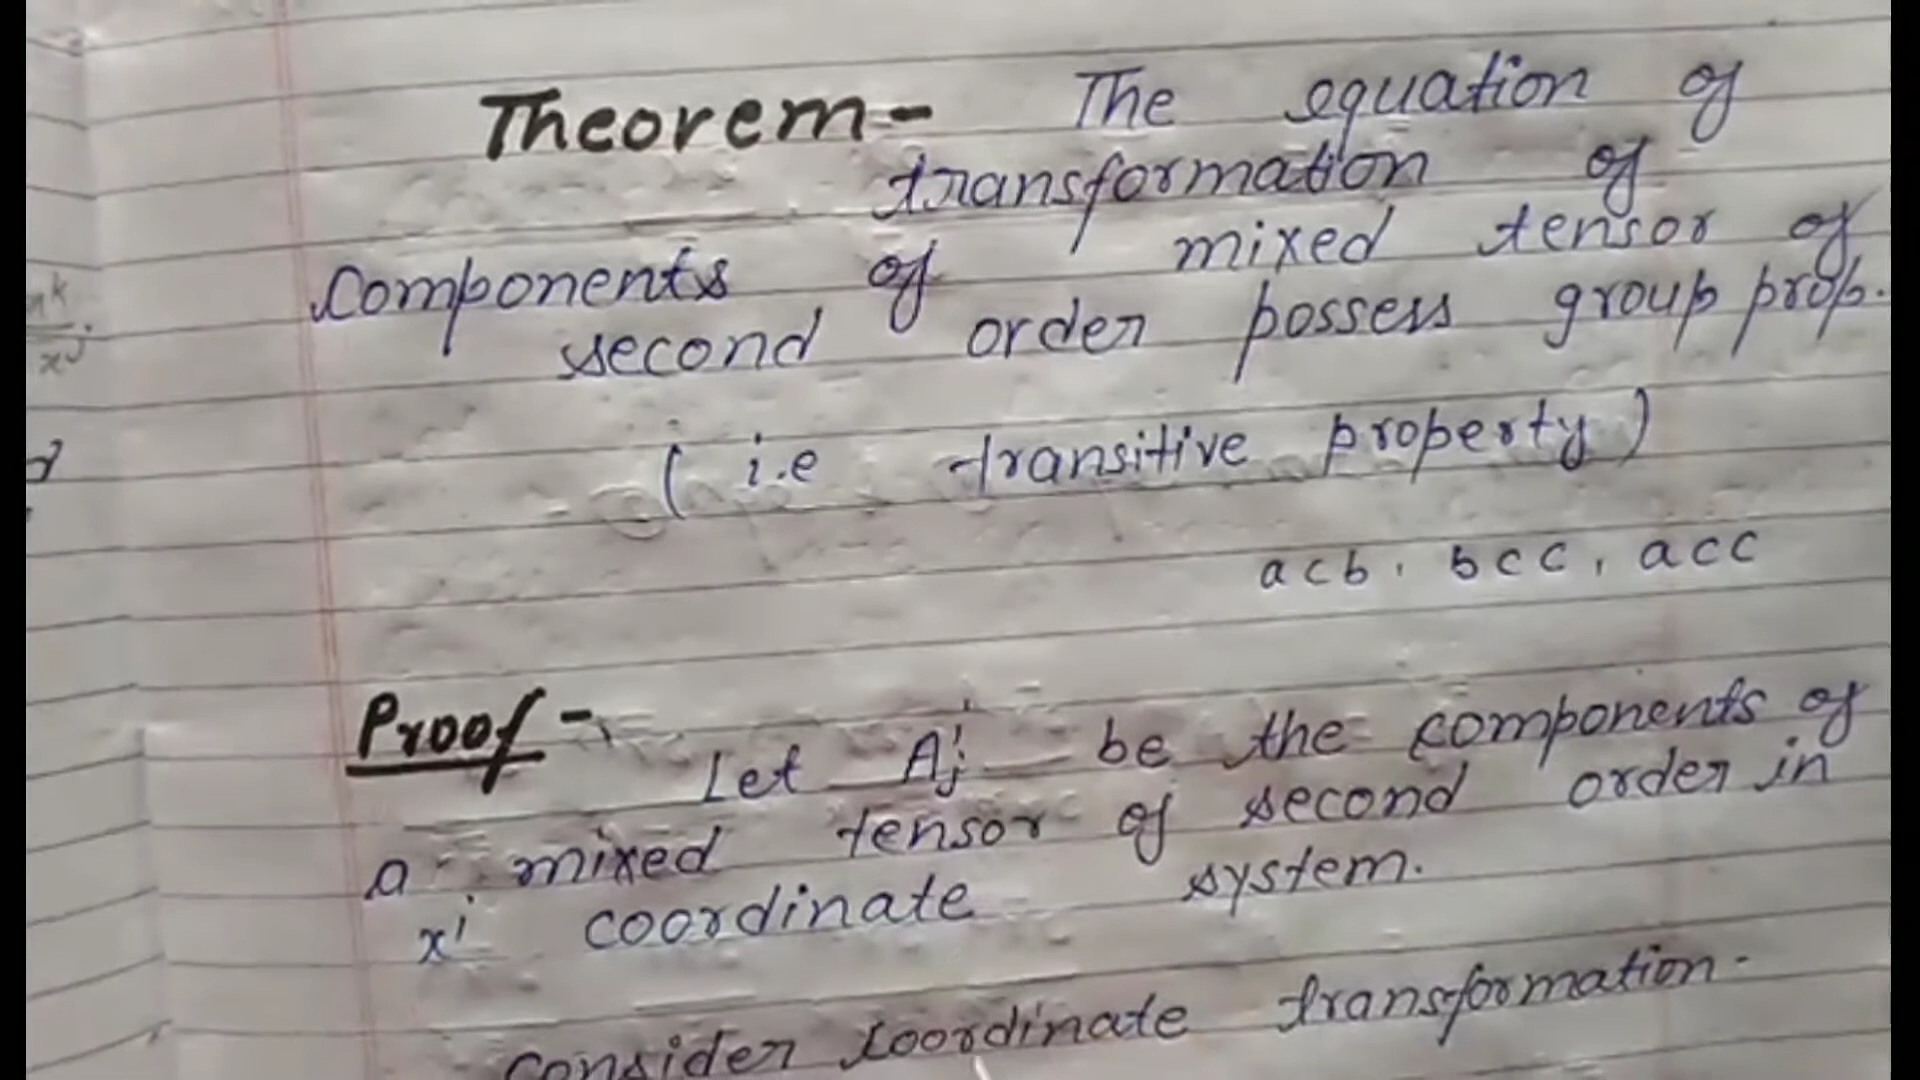 Theorem- The equation of
transformation of
components of mixed tensor of
second order possess group prop.
( i.e transitive property )
acb, bcc, acc
Proof - Let A^i_j be the components of
a mixed tensor of second order in
x^i coordinate system.
consider coordinate transformation-